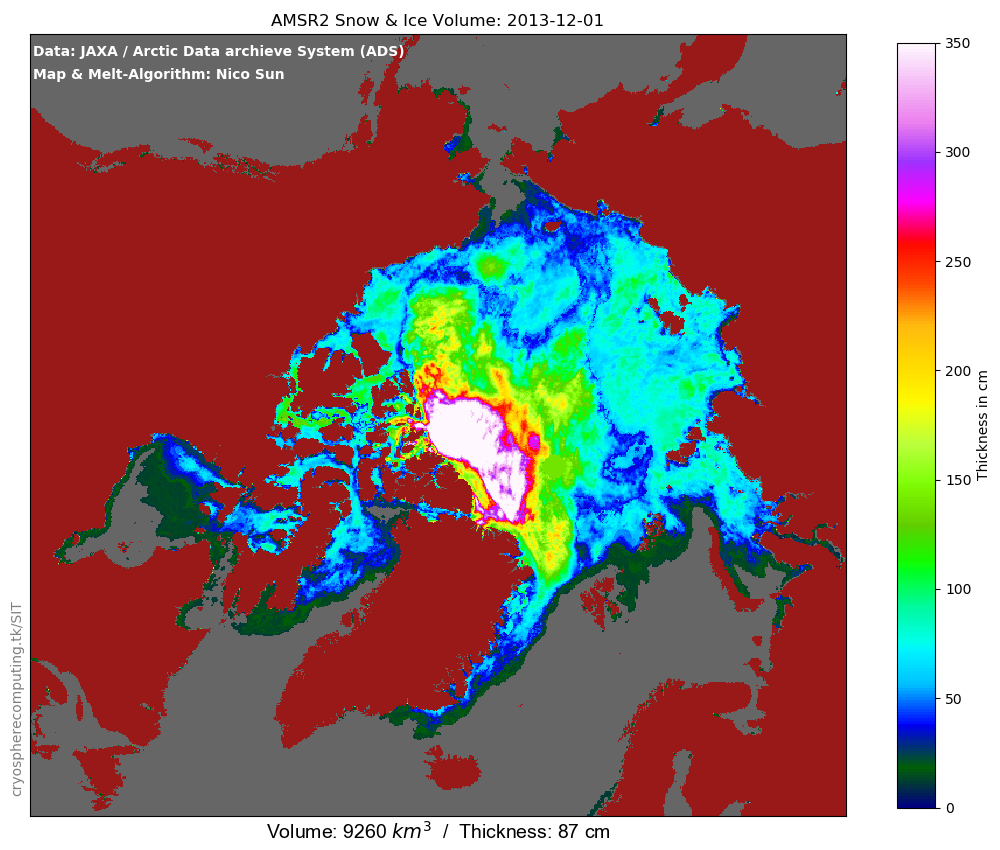 AMSR2 Snow & Ice Volume: 2013-12-01
Data: JAXA / Arctic Data archieve System (ADS)
Map & Melt-Algorithm: Nico Sun
350
300
250
200
150
100
50
0
Thickness in cm
cryospherecomputing.tk/SIT
Volume: 9260 km³ / Thickness: 87 cm